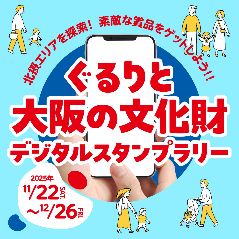 北摂エリアを探索！素敵な賞品をゲットしよう！！
ぐるりと
大阪の文化財
デジタルスタンプラリー
2025年
11/22SAT.
〜12/26FRI.